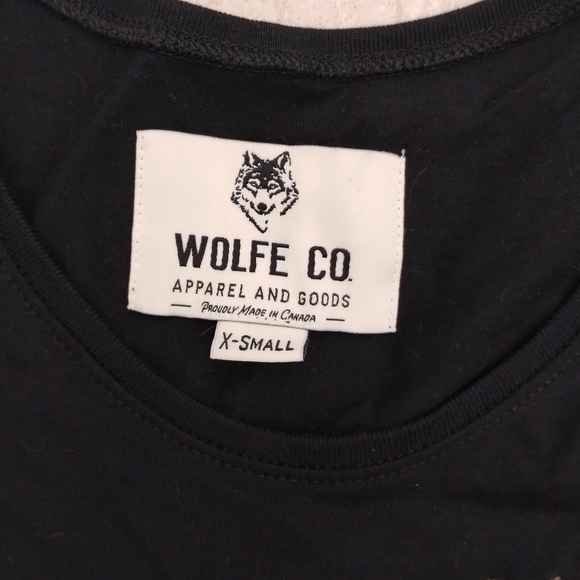 WOLFE CO.
APPAREL AND GOODS
PROUDLY MADE IN CANADA
X-SMALL